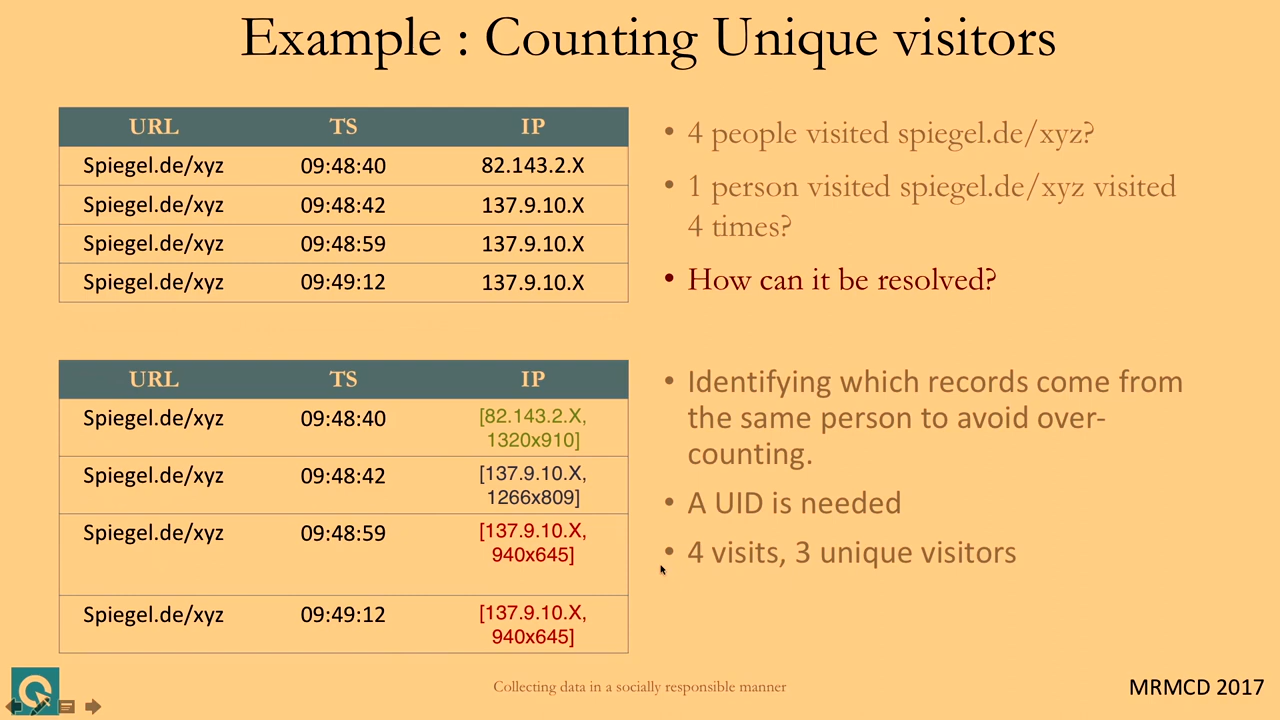 Example : Counting Unique visitors
URL TS IP
Spiegel.de/xyz 09:48:40 82.143.2.X
Spiegel.de/xyz 09:48:42 137.9.10.X
Spiegel.de/xyz 09:48:59 137.9.10.X
Spiegel.de/xyz 09:49:12 137.9.10.X
• 4 people visited spiegel.de/xyz?
• 1 person visited spiegel.de/xyz visited
4 times?
• How can it be resolved?
URL TS IP
Spiegel.de/xyz 09:48:40 [82.143.2.X,
1320x910]
Spiegel.de/xyz 09:48:42 [137.9.10.X,
1266x809]
Spiegel.de/xyz 09:48:59 [137.9.10.X,
940x645]
Spiegel.de/xyz 09:49:12 [137.9.10.X,
940x645]
• Identifying which records come from
the same person to avoid over-
counting.
• A UID is needed
• 4 visits, 3 unique visitors
Collecting data in a socially responsible manner
MRMCD 2017